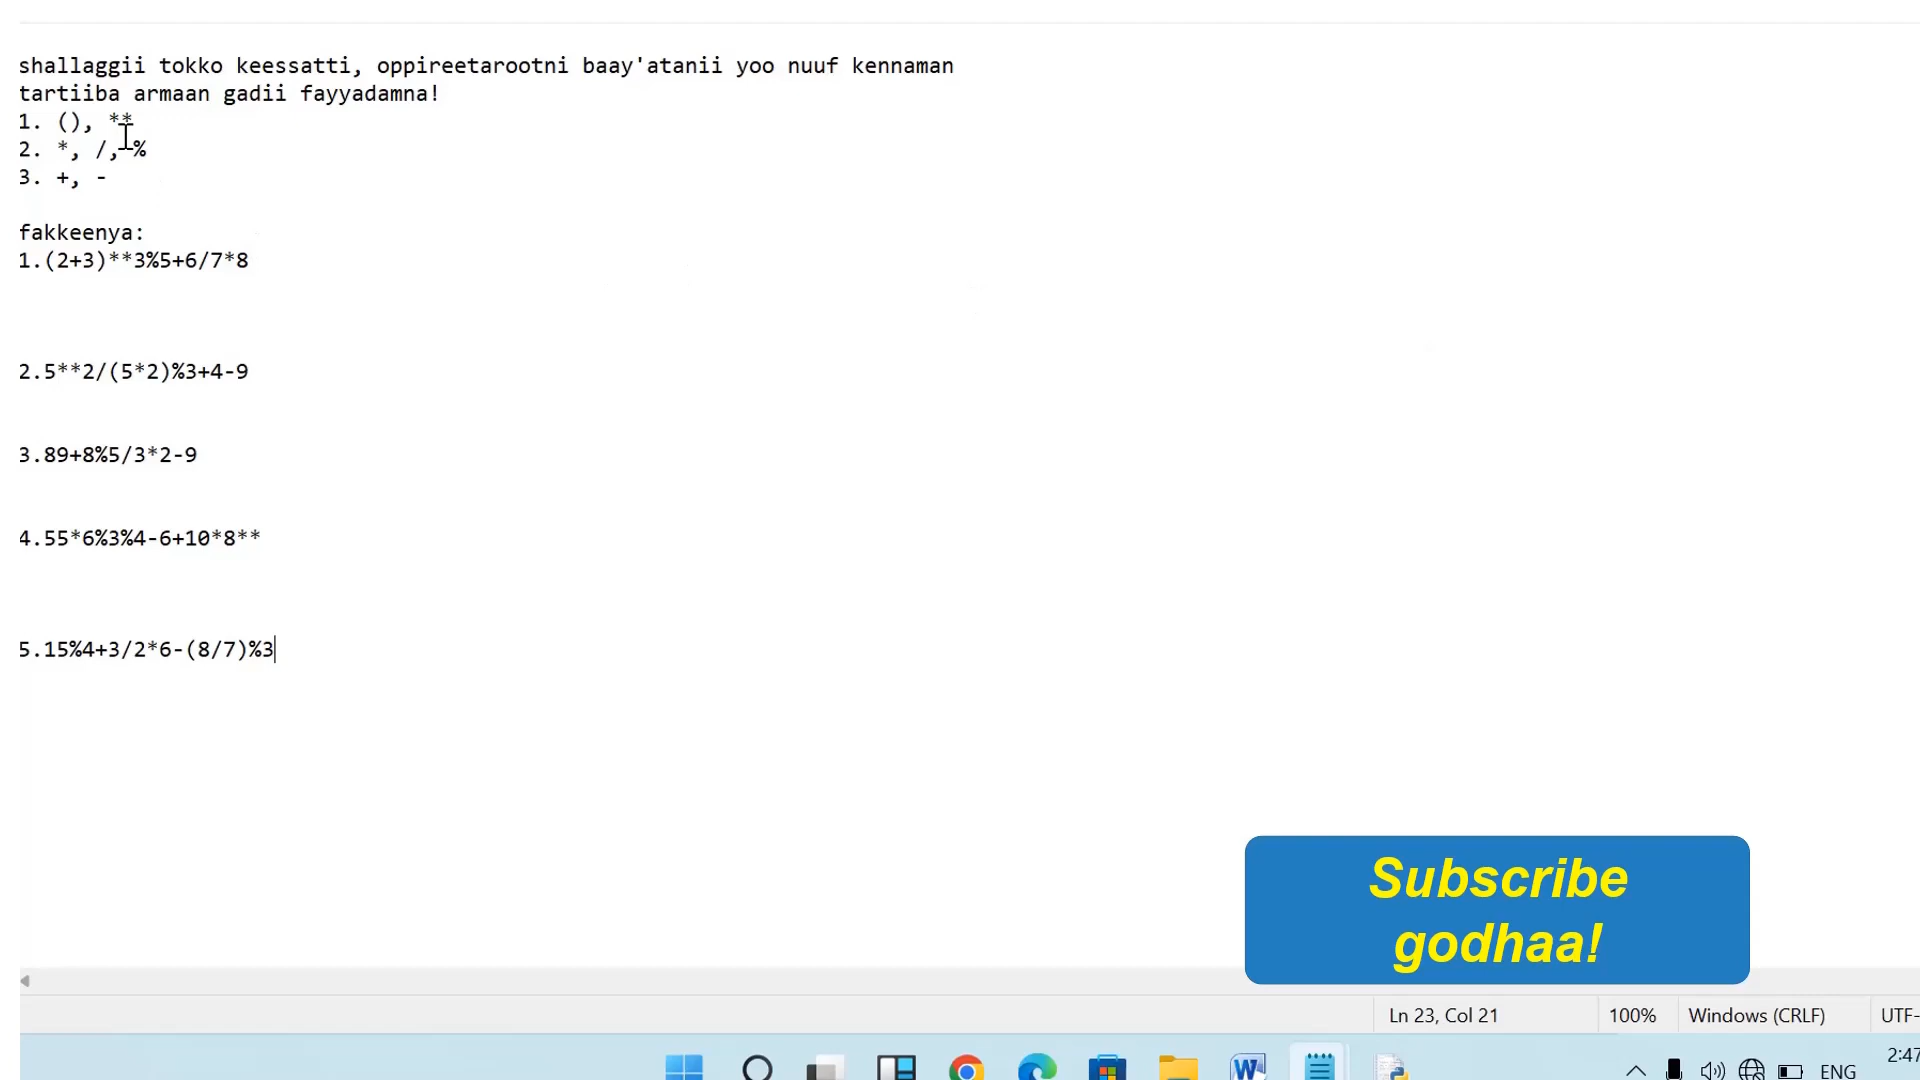 shallaggii tokko keessatti, oppireetarootni baay'atanii yoo nuuf kennaman
tartiiba armaan gadii fayyadamna!
1. (), **
2. *, /, %
3. +, -
fakkeenya:
1.(2+3)**3%5+6/7*8
2.5**2/(5*2)%3+4-9
3.89+8%5/3*2-9
4.55*6%3%4-6+10*8**
5.15%4+3/2*6-(8/7)%3
Subscribe
godhaa!
Ln 23, Col 21
100%
Windows (CRLF)
UTF-
ENG
2:47